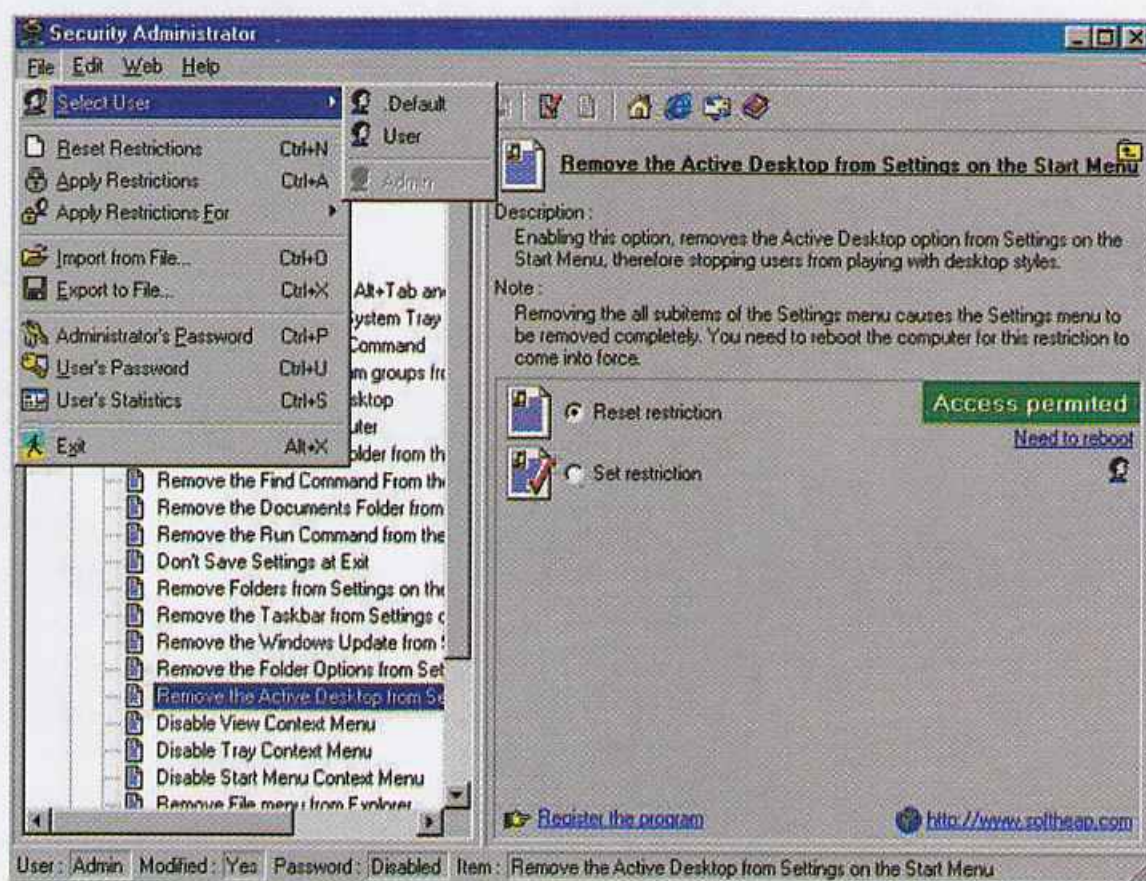 Security Administrator
File Edit Web Help
Select User
Default
User
Admin
Reset Restrictions Ctrl+N
Apply Restrictions Ctrl+A
Apply Restrictions For
Import from File... Ctrl+O
Export to File... Ctrl+X
Administrator's Password Ctrl+P
User's Password Ctrl+U
User's Statistics Ctrl+S
Exit Alt+X
Alt+Tab an
ystem Tray
Command
m groups fr
sktop
uter
older from th
Remove the Find Command From the
Remove the Documents Folder from
Remove the Run Command from the
Don't Save Settings at Exit
Remove Folders from Settings on the
Remove the Taskbar from Settings
Remove the Windows Update from
Remove the Folder Options from Set
Remove the Active Desktop from Se
Disable View Context Menu
Disable Tray Context Menu
Disable Start Menu Context Menu
Remove File menu from Explorer
Remove the Active Desktop from Settings on the Start Menu
Description :
Enabling this option, removes the Active Desktop option from Settings on the
Start Menu, therefore stopping users from playing with desktop styles.
Note :
Removing the all subitems of the Settings menu causes the Settings menu to
be removed completely. You need to reboot the computer for this restriction to
come into force.
Reset restriction
Access permited
Need to reboot
Set restriction
Register the program
http://www.softheap.com
User : Admin Modified : Yes Password : Disabled Item : Remove the Active Desktop from Settings on the Start Menu